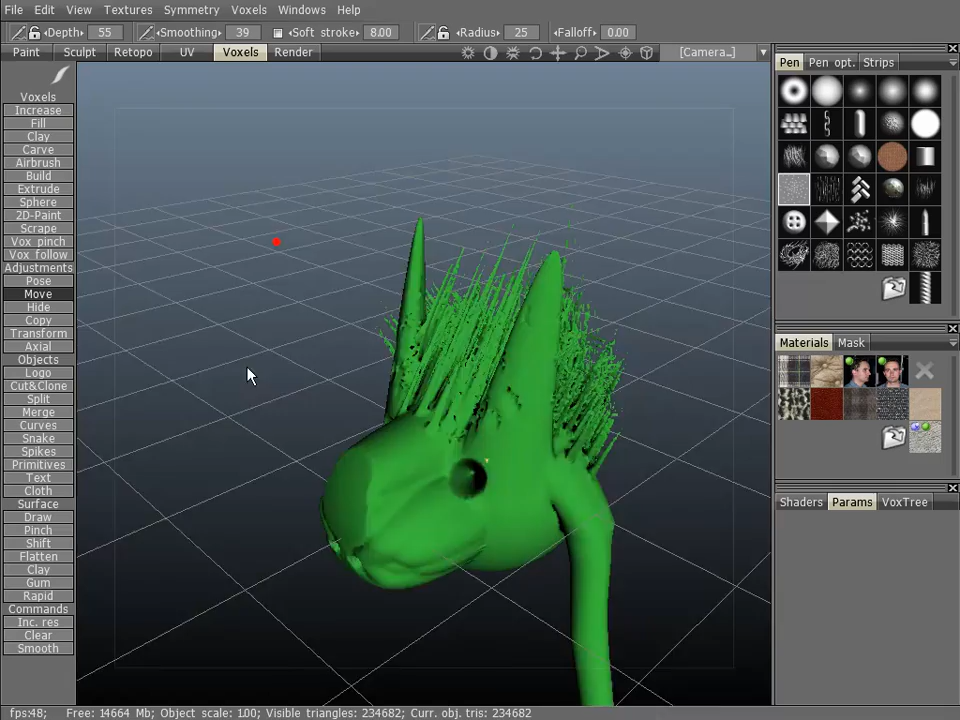 File Edit View Textures Symmetry Voxels Windows Help
Depth: 55 Smoothing: 39 Soft stroke: 8.00 Radius: 25 Falloff: 0.00
Paint Sculpt Retopo UV Voxels Render [Camera...]
Voxels
Increase
Fill
Clay
Carve
Airbrush
Build
Extrude
Sphere
2D-Paint
Scrape
Vox pinch
Vox follow
Adjustments
Pose
Move
Hide
Copy
Transform
Axial
Objects
Logo
Cut&Clone
Split
Merge
Curves
Snake
Spikes
Primitives
Text
Cloth
Surface
Draw
Pinch
Shift
Flatten
Clay
Gum
Rapid
Commands
Inc. res
Clear
Smooth
Pen Pen opt. Strips
Materials Mask
Shaders Params VoxTree
fps:48; Free: 14664 Mb; Object scale: 1.00; Visible triangles: 234682; Curr. obj. tris: 234682